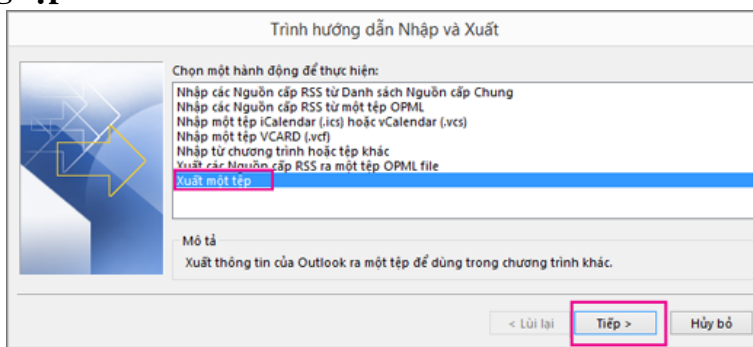 Trình hướng dẫn Nhập và Xuất
Chọn một hành động để thực hiện:
Nhập các Nguồn cấp RSS từ Danh sách Nguồn cấp Chung
Nhập các Nguồn cấp RSS từ một tệp OPML
Nhập một tệp iCalendar (.ics) hoặc vCalendar (.vcs)
Nhập một tệp VCARD (.vcf)
Nhập từ chương trình hoặc tệp khác
Xuất các Nguồn cấp RSS ra một tệp OPML file
Xuất một tệp
Mô tả
Xuất thông tin của Outlook ra một tệp để dùng trong chương trình khác.
< Lùi lại Tiếp > Hủy bỏ